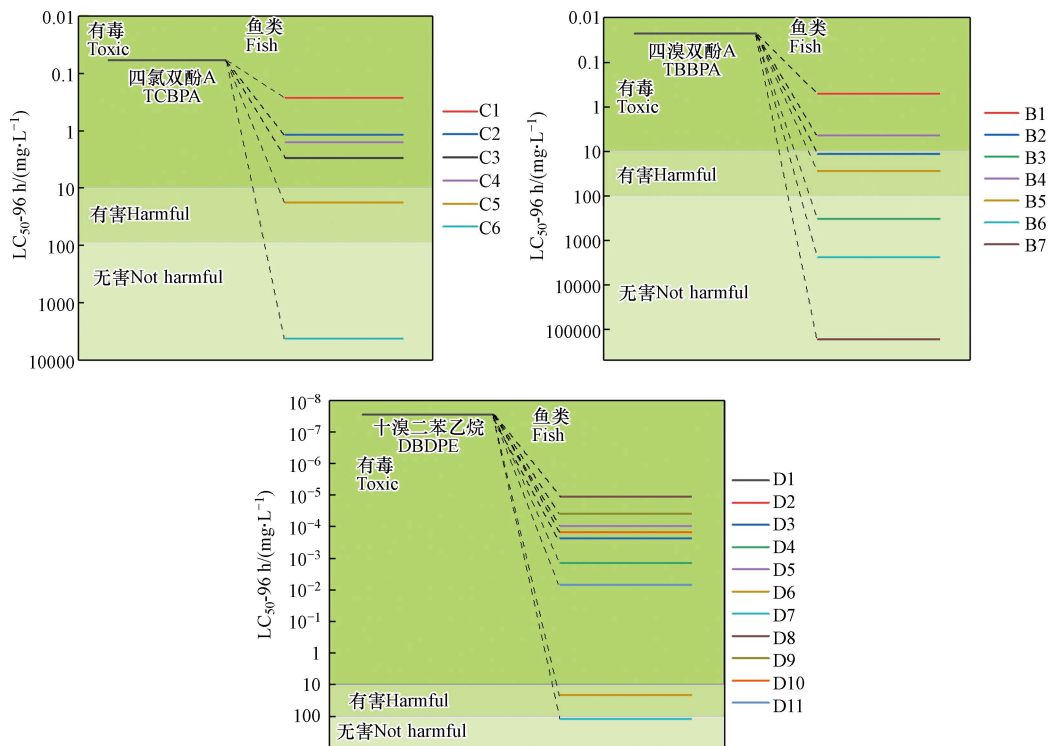 0.01
0.1
1
10
100
1000
10000
LC₅₀-96 h/(mg·L⁻¹)
有毒
Toxic
鱼类
Fish
四氯双酚A
TCBPA
有害Harmful
无害Not harmful
C1
C2
C3
C4
C5
C6
0.01
0.1
1
10
100
1000
10000
100000
LC₅₀-96 h/(mg·L⁻¹)
四溴双酚A
TBBPA
鱼类
Fish
有毒
Toxic
有害Harmful
无害Not harmful
B1
B2
B3
B4
B5
B6
B7
10⁻⁸
10⁻⁷
10⁻⁶
10⁻⁵
10⁻⁴
10⁻³
10⁻²
10⁻¹
1
10
100
LC₅₀-96 h/(mg·L⁻¹)
十溴二苯乙烷
DBDPE
鱼类
Fish
有毒
Toxic
有害Harmful
无害Not harmful
D1
D2
D3
D4
D5
D6
D7
D8
D9
D10
D11